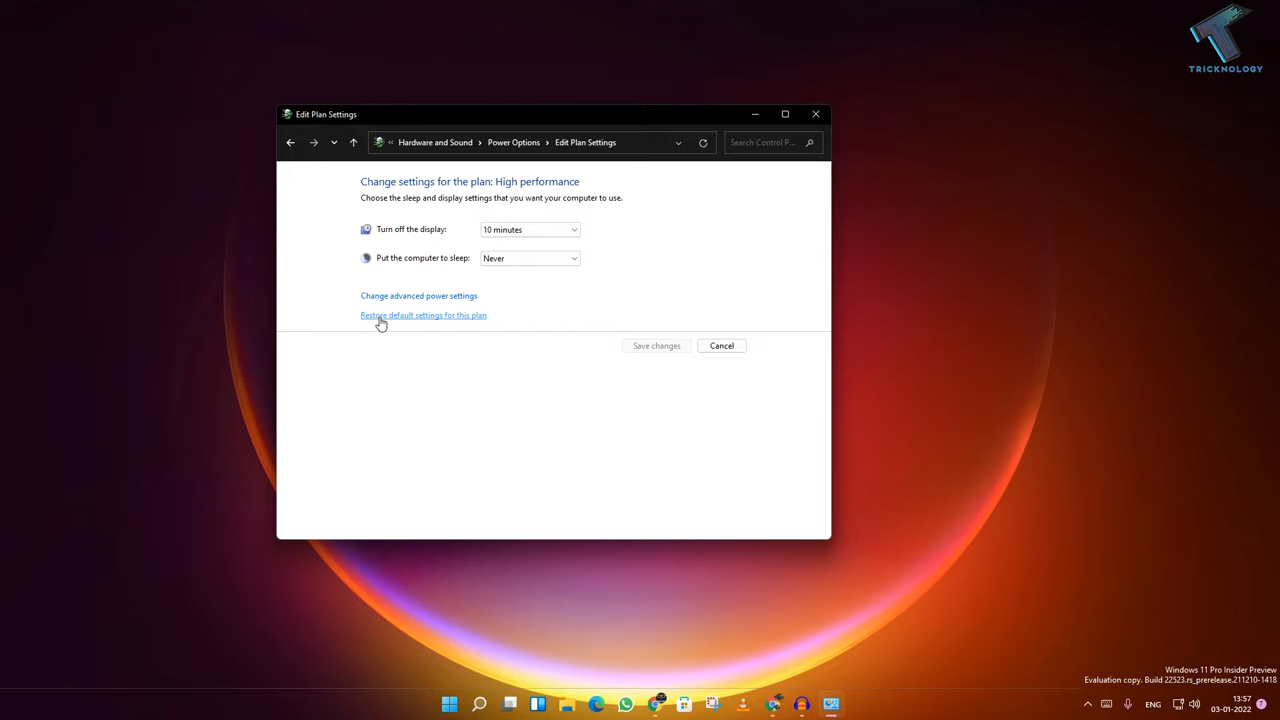 TRICKNOLOGY
Edit Plan Settings
« Hardware and Sound > Power Options > Edit Plan Settings
Search Control P...
Change settings for the plan: High performance
Choose the sleep and display settings that you want your computer to use.
Turn off the display: 10 minutes
Put the computer to sleep: Never
Change advanced power settings
Restore default settings for this plan
Save changes Cancel
Windows 11 Pro Insider Preview
Evaluation copy. Build 22523.rs_prerelease.211210-1418
ENG
13:57
03-01-2022
7